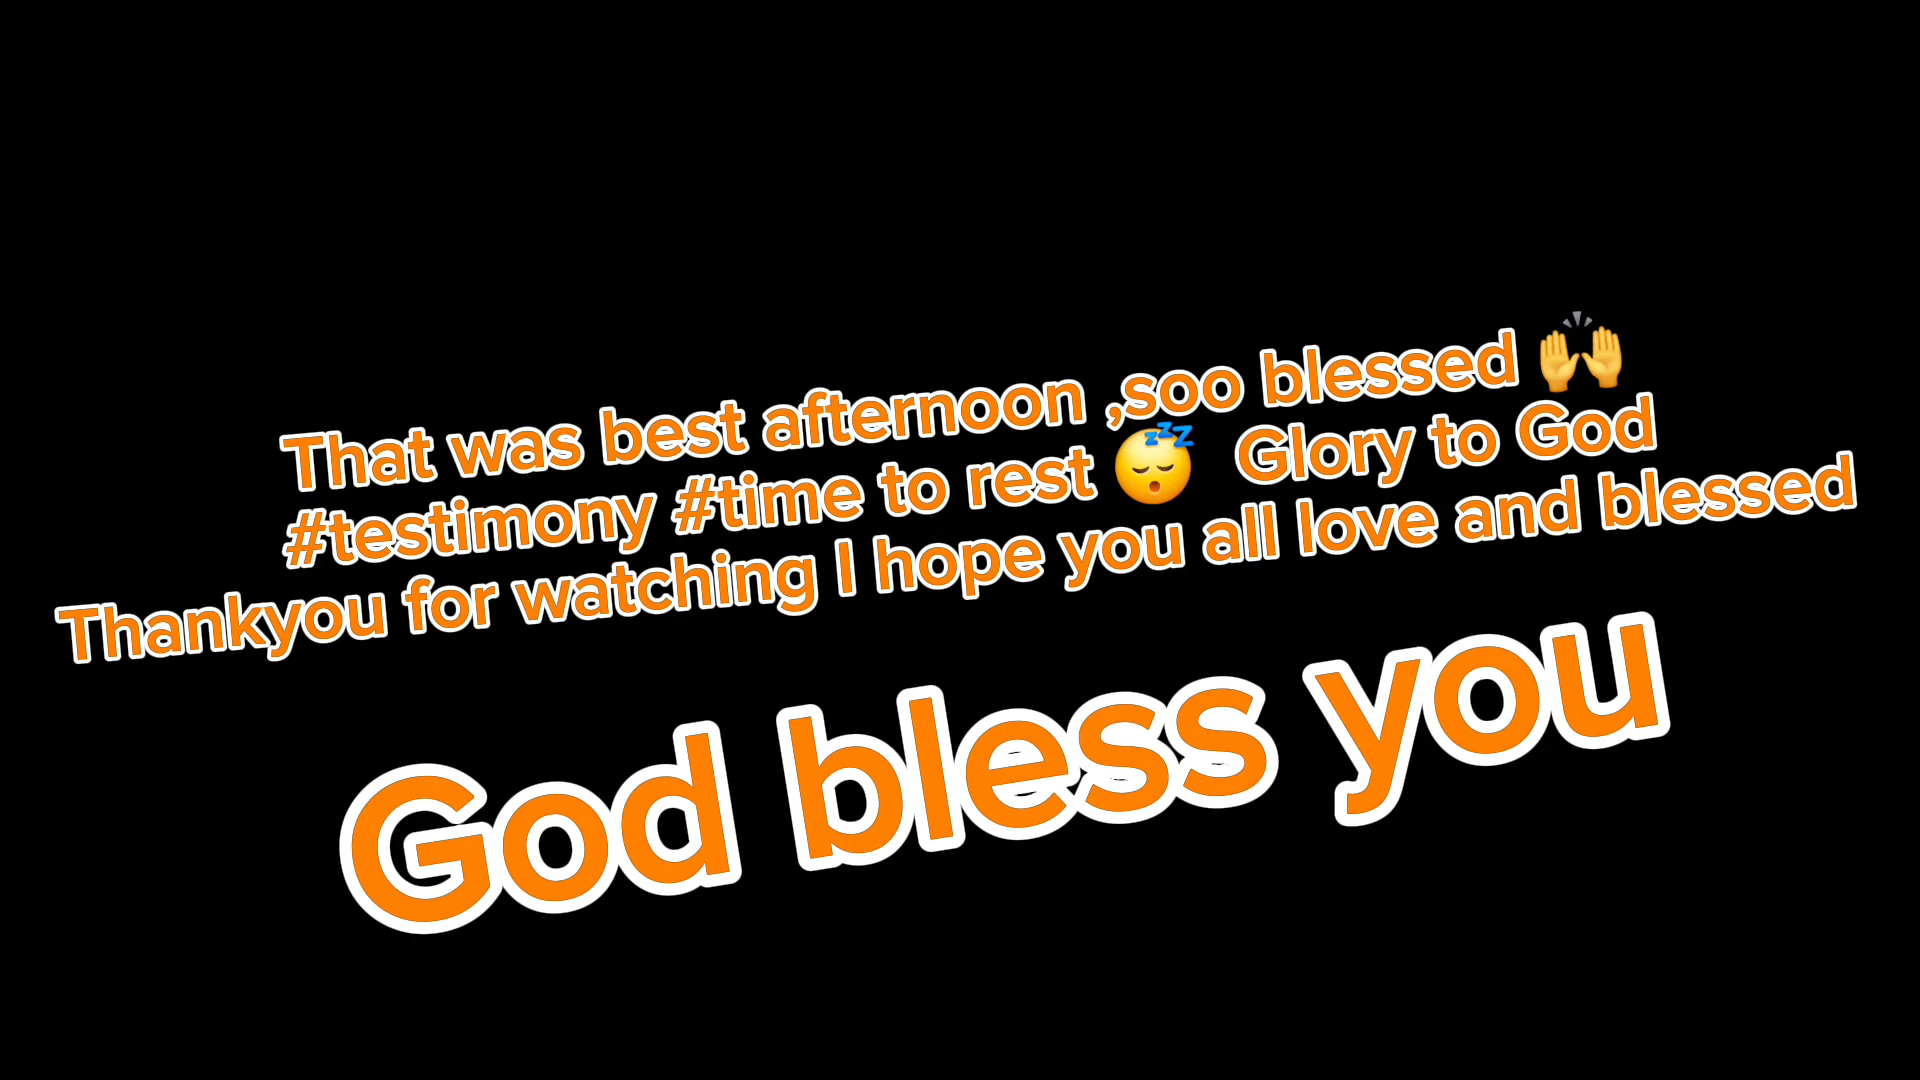 That was best afternoon ,soo blessed 🙌
#testimony #time to rest 😴 Glory to God
Thankyou for watching I hope you all love and blessed
God bless you